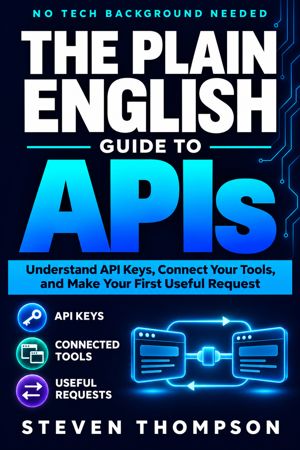 NO TECH BACKGROUND NEEDED
THE PLAIN
ENGLISH
GUIDE TO
APIs
Understand API Keys, Connect Your Tools,
and Make Your First Useful Request
API KEYS
CONNECTED
TOOLS
USEFUL
REQUESTS
STEVEN THOMPSON